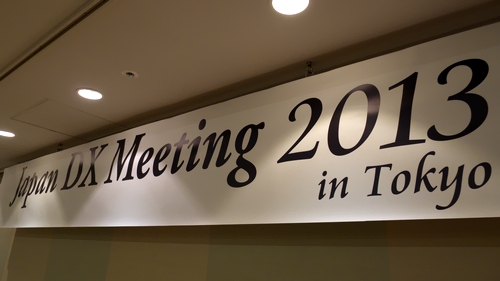 Japan DX Meeting 2013
in Tokyo